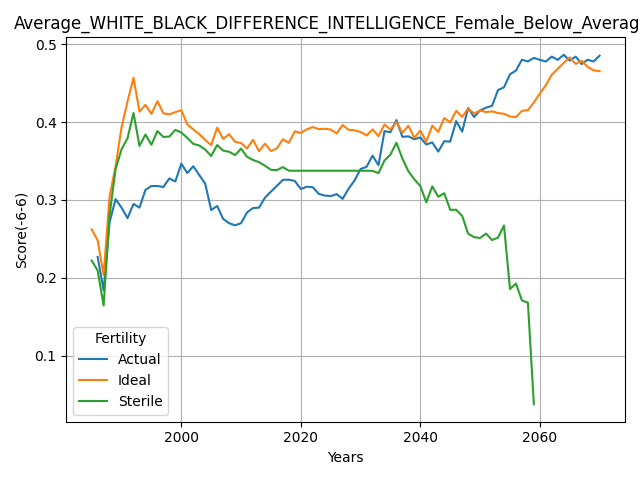 Average_WHITE_BLACK_DIFFERENCE_INTELLIGENCE_Female_Below_Averag
0.5
0.4
0.3
0.2
0.1
Score(-6-6)
Fertility
Actual
Ideal
Sterile
2000
2020
2040
2060
Years